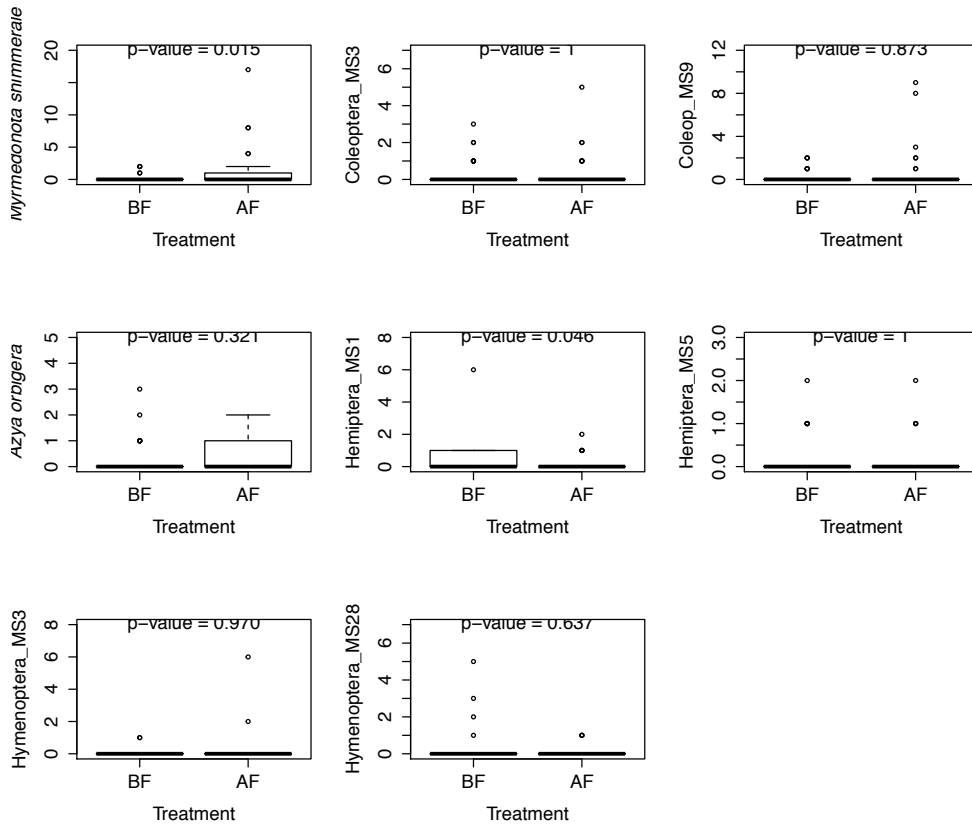 Myrmedonota shimmerale
p-value = 0.015
20
10
5
0
BF
AF
Treatment
Coleoptera_MS3
p-value = 1
6
4
2
0
BF
AF
Treatment
Coleop_MS9
p-value = 0.873
12
8
4
0
BF
AF
Treatment
Azya orbigera
p-value = 0.321
5
4
3
2
1
0
BF
AF
Treatment
Hemiptera_MS1
p-value = 0.046
8
6
4
2
0
BF
AF
Treatment
Hemiptera_MS5
p-value = 1
3.0
2.0
1.0
0.0
BF
AF
Treatment
Hymenoptera_MS3
p-value = 0.970
8
6
4
2
0
BF
AF
Treatment
Hymenoptera_MS28
p-value = 0.637
6
4
2
0
BF
AF
Treatment